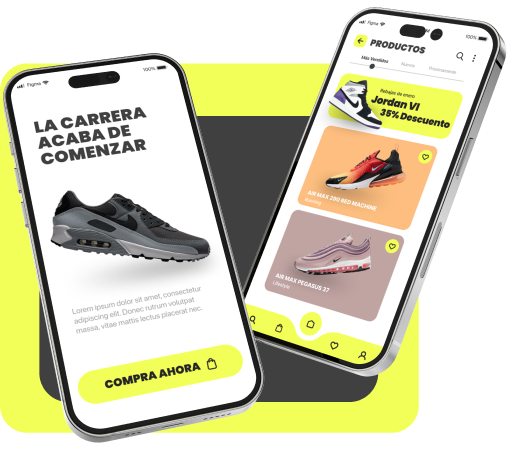 Figma
100%
LA CARRERA
ACABA DE
COMENZAR
Lorem ipsum dolor sit amet, consectetur
adipiscing elit. Donec rutrum volutpat
massa, vitae mattis lectus placerat nec.
COMPRA AHORA
Figma
100%
PRODUCTOS
Más Vendidos
Nuevos
Rebajas de enero
Jordan VI
35% Descuento
AIR MAX 290 RED MACHINE
Running
AIR MAX PEGASUS 37
Lifestyle